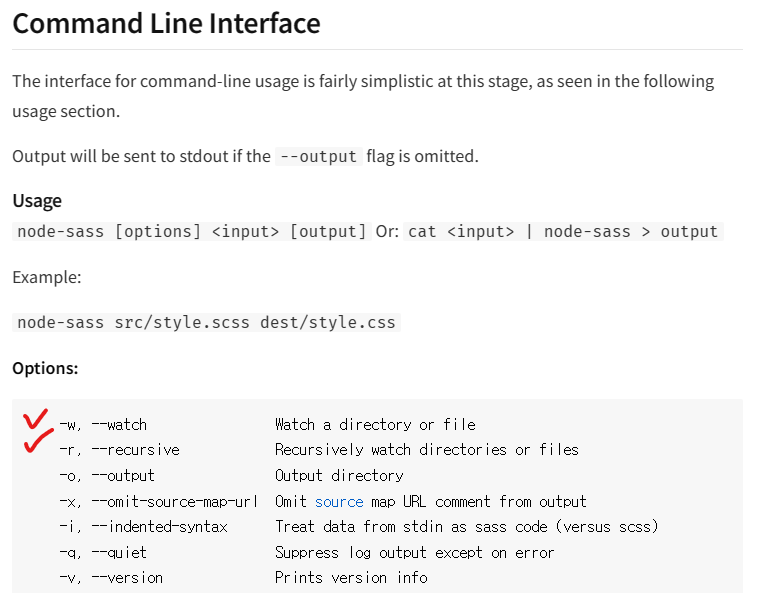 Command Line Interface
The interface for command-line usage is fairly simplistic at this stage, as seen in the following
usage section.
Output will be sent to stdout if the --output flag is omitted.
Usage
node-sass [options] <input> [output] Or: cat <input> | node-sass > output
Example:
node-sass src/style.scss dest/style.css
Options:
-w, --watch Watch a directory or file
-r, --recursive Recursively watch directories or files
-o, --output Output directory
-x, --omit-source-map-url Omit source map URL comment from output
-i, --indented-syntax Treat data from stdin as sass code (versus scss)
-q, --quiet Suppress log output except on error
-v, --version Prints version info